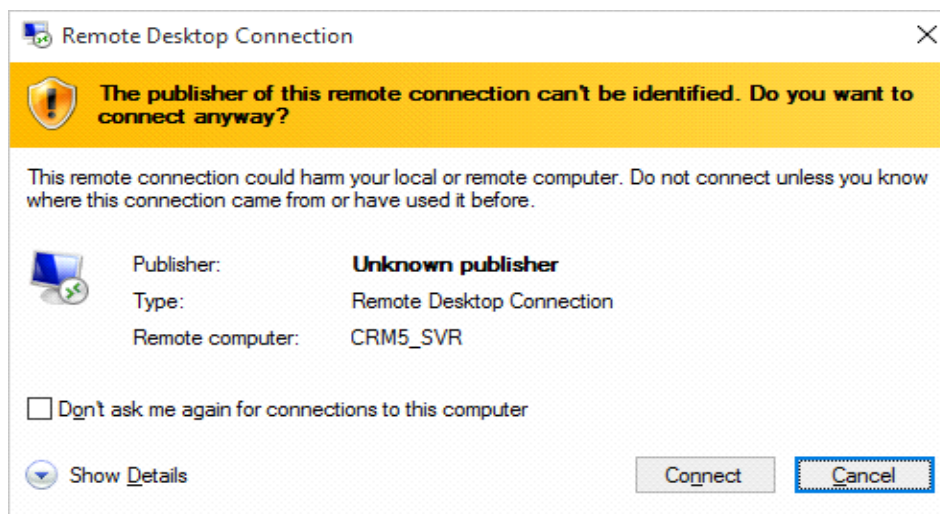 Remote Desktop Connection
The publisher of this remote connection can't be identified. Do you want to
connect anyway?
This remote connection could harm your local or remote computer. Do not connect unless you know
where this connection came from or have used it before.
Publisher: Unknown publisher
Type: Remote Desktop Connection
Remote computer: CRM5_SVR
Don't ask me again for connections to this computer
Show Details
Connect
Cancel